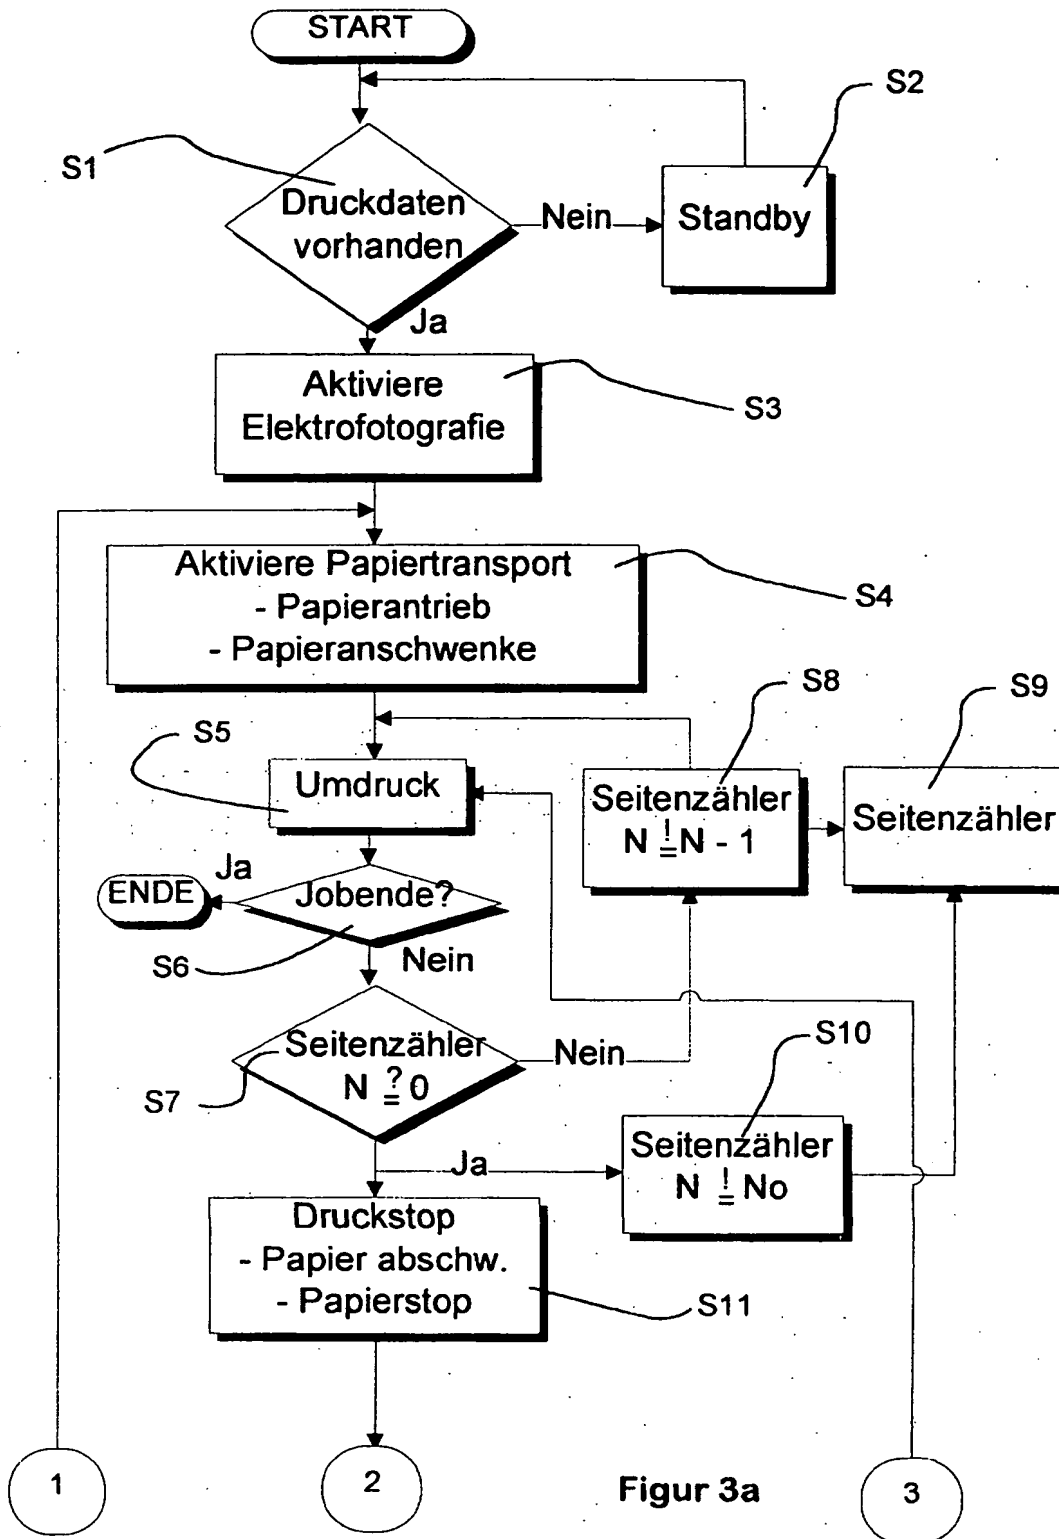 START
S2
S1
Druckdaten
vorhanden
Nein
Standby
Ja
Aktiviere
Elektrofotografie
S3
Aktiviere Papiertransport
- Papierantrieb
- Papieranschwenke
S4
S8
S9
S5
Umdruck
Seitenzähler
N != N - 1
Seitenzähler
Ja
ENDE
Jobende?
S6
Nein
Seitenzähler
N ?= 0
Nein
S7
S10
Ja
Seitenzähler
N != No
Druckstop
- Papier abschw.
- Papierstop
S11
1
2
Figur 3a
3